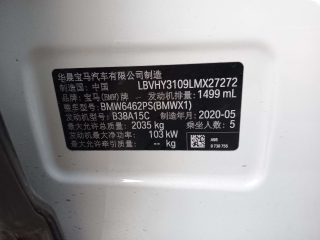 华晨宝马汽车有限公司制造
制造国: 中国 LBVHY3109LMX27272
品牌: 宝马(BMW)牌 发动机排量: 1499 mL
整车型号: BMW6462PS(BMWX1)
发动机型号: B38A15C 制造年月: 2020-05
最大允许总质量: 2035 kg 乘坐人数: 5
发动机最大净功率: 103 kW
最大允许牵引质量: -- kg